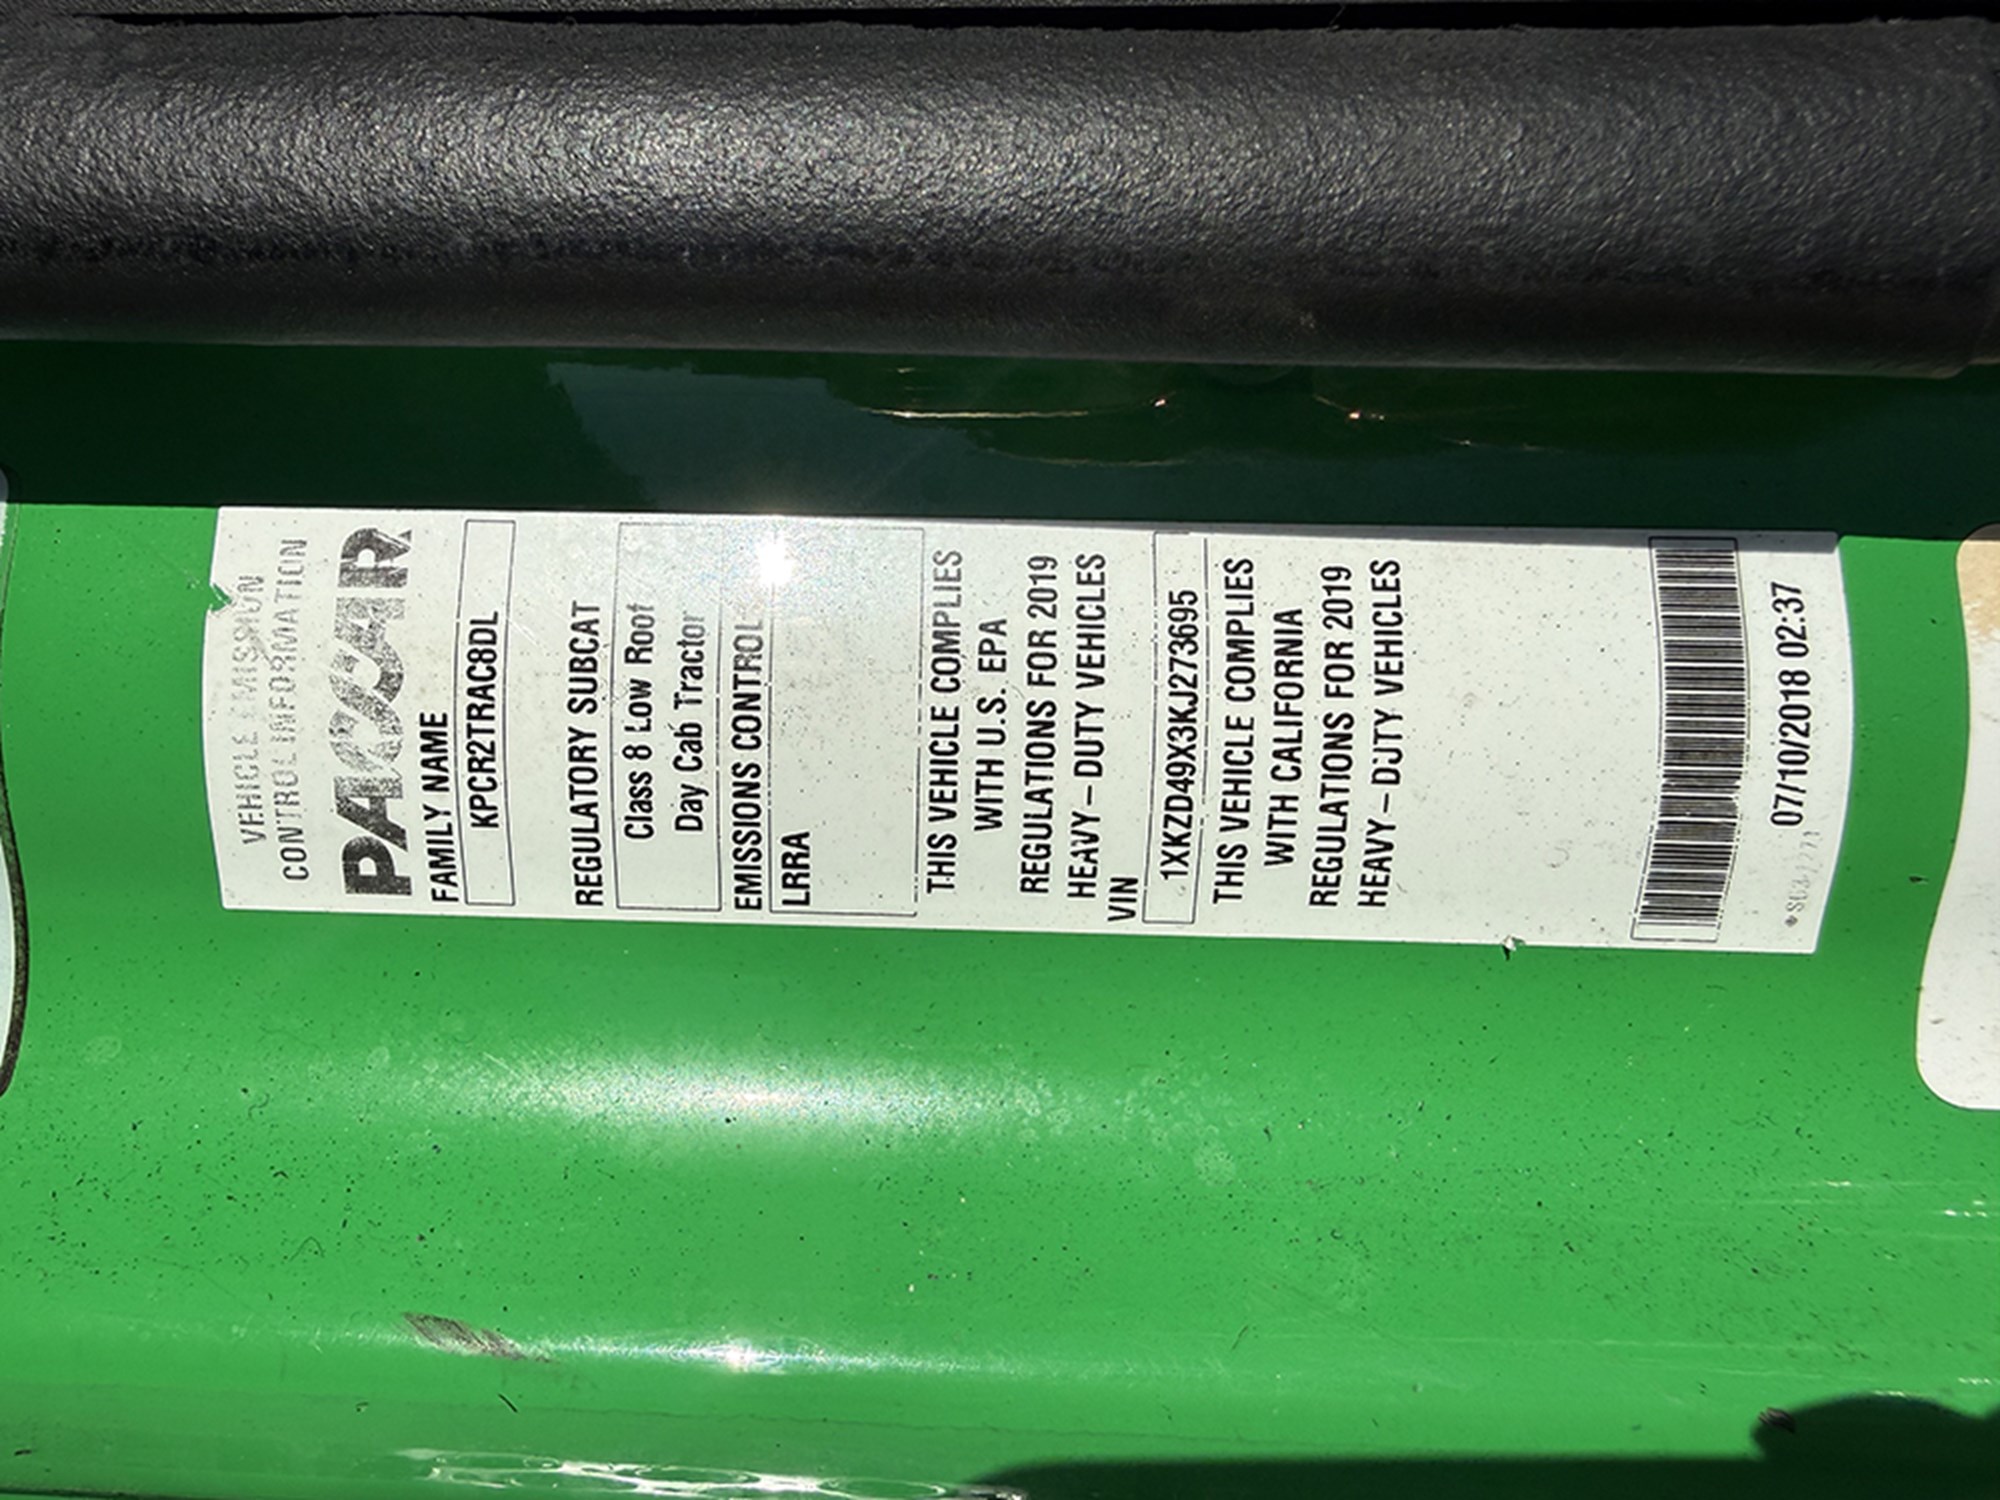 VEHICLE EMISSION
CONTROL INFORMATION
PACCAR
FAMILY NAME
KPCR2TRAC8DL
REGULATORY SUBCAT
Class 8 Low Roof
Day Cab Tractor
EMISSIONS CONTROLS
LRRA
THIS VEHICLE COMPLIES
WITH U.S. EPA
REGULATIONS FOR 2019
HEAVY-DUTY VEHICLES
VIN
1XKZD49X3KJ273695
THIS VEHICLE COMPLIES
WITH CALIFORNIA
REGULATIONS FOR 2019
HEAVY-DUTY VEHICLES
07/10/2018 02:37